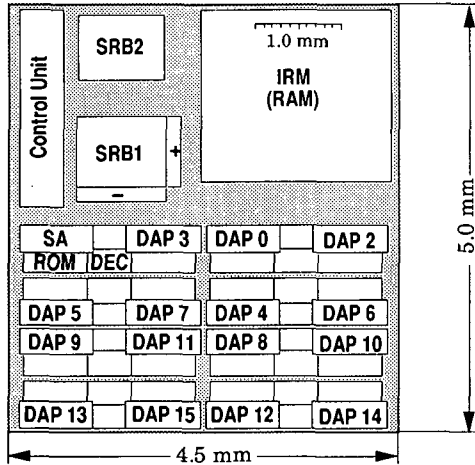 SRB2
1.0 mm
IRM
(RAM)
Control Unit
SRB1
+
−
5.0 mm
SA DAP 3 DAP 0 DAP 2
ROM DEC
DAP 5 DAP 7 DAP 4 DAP 6
DAP 9 DAP 11 DAP 8 DAP 10
DAP 13 DAP 15 DAP 12 DAP 14
4.5 mm